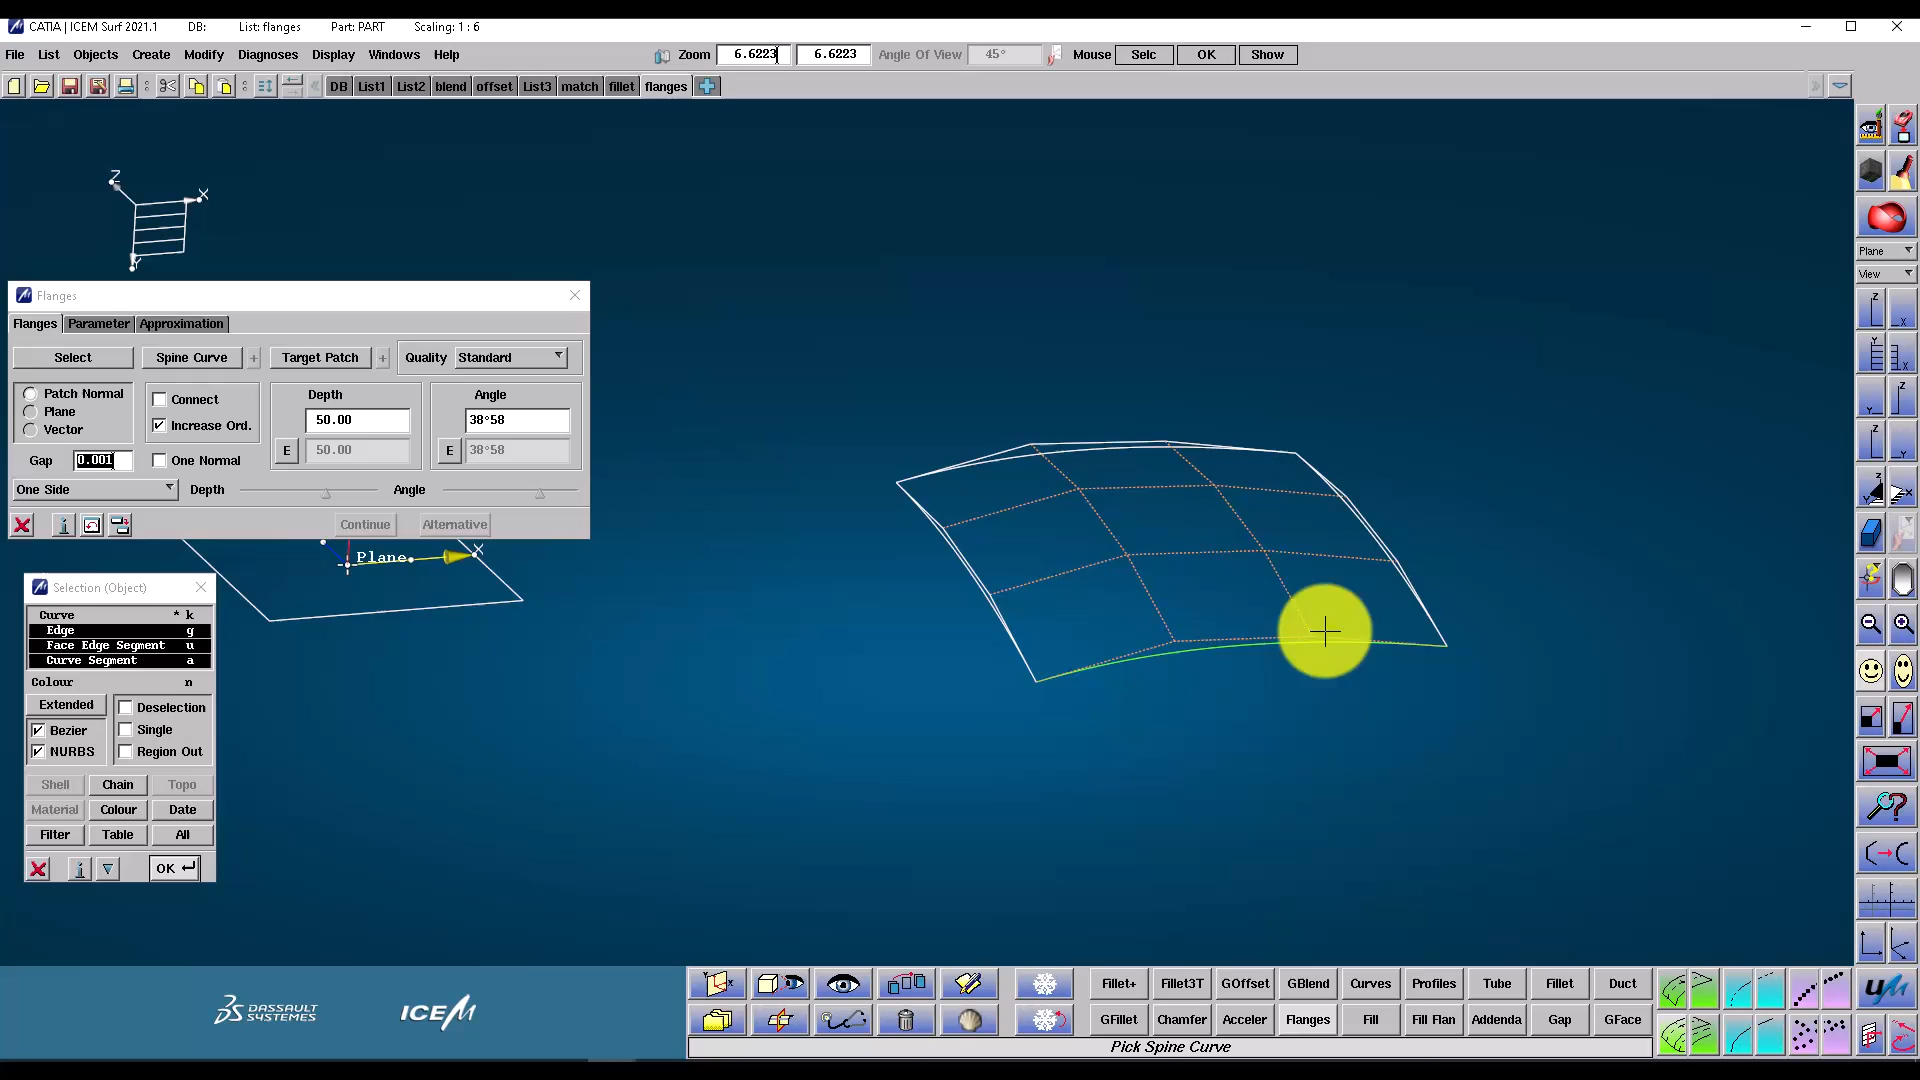 CATIA | ICEM Surf 2021.1 DB: List: flanges Part: PART Scaling: 1 : 6
File List Objects Create Modify Diagnoses Display Windows Help Zoom 6.6223 6.6223 Angle Of View 45° Mouse Selc OK Show
DB List1 List2 blend offset List3 match fillet flanges
Z
X
Y
Flanges
Flanges Parameter Approximation
Select Spine Curve + Target Patch + Quality Standard
Patch Normal
Plane
Vector
Connect
Increase Ord.
Depth
50.00
E 50.00
Angle
38°58
E 38°58
Gap 0.001 One Normal
One Side Depth Angle
Continue Alternative
Plane X
Selection (Object)
Curve * k
Edge g
Face Edge Segment u
Curve Segment a
Colour n
Extended Deselection
Bezier Single
NURBS Region Out
Shell Chain Topo
Material Colour Date
Filter Table All
OK
Plane
View
DASSAULT SYSTEMES ICEM
Fillet+ Fillet3T GOffset GBlend Curves Profiles Tube Fillet Duct
GFillet Chamfer Acceler Flanges Fill Fill Flan Addenda Gap GFace
Pick Spine Curve